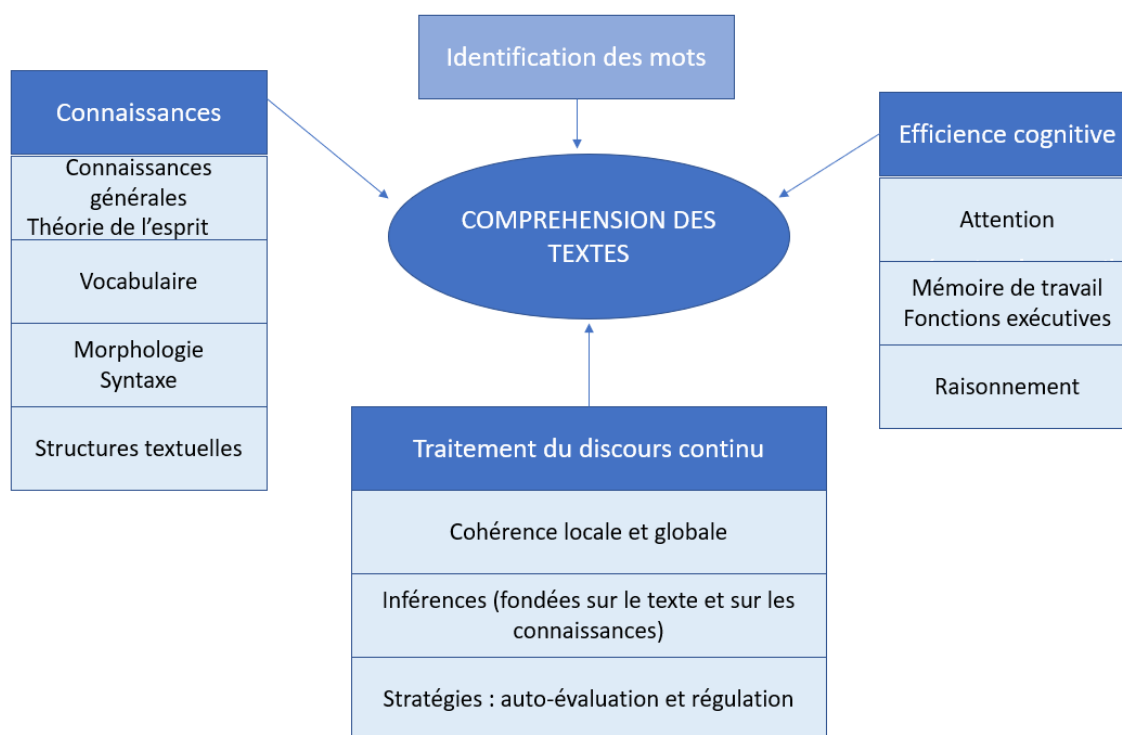 Identification des mots
Connaissances
Connaissances
générales
Théorie de l'esprit
Vocabulaire
Morphologie
Syntaxe
Structures textuelles
COMPREHENSION DES
TEXTES
Efficience cognitive
Attention
Mémoire de travail
Fonctions exécutives
Raisonnement
Traitement du discours continu
Cohérence locale et globale
Inférences (fondées sur le texte et sur les
connaissances)
Stratégies : auto-évaluation et régulation